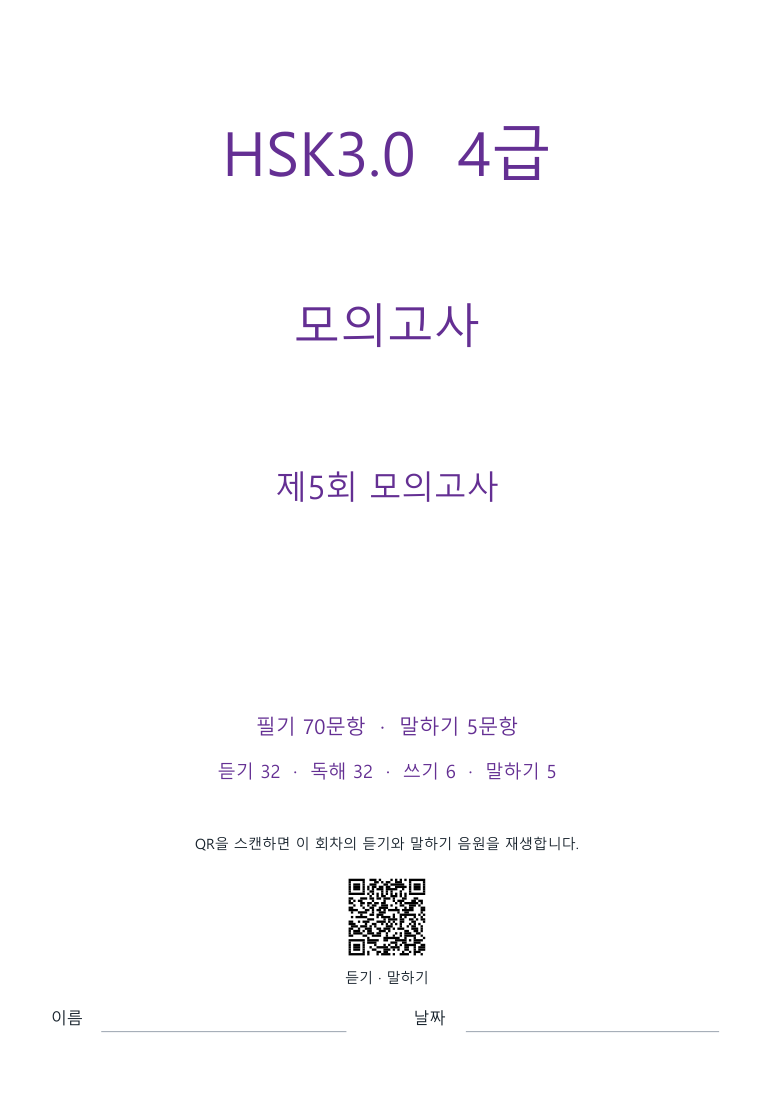 HSK3.0 4급
모의고사
제5회 모의고사
필기 70문항 · 말하기 5문항
듣기 32 · 독해 32 · 쓰기 6 · 말하기 5
QR을 스캔하면 이 회차의 듣기와 말하기 음원을 재생합니다.
듣기 · 말하기
이름 날짜